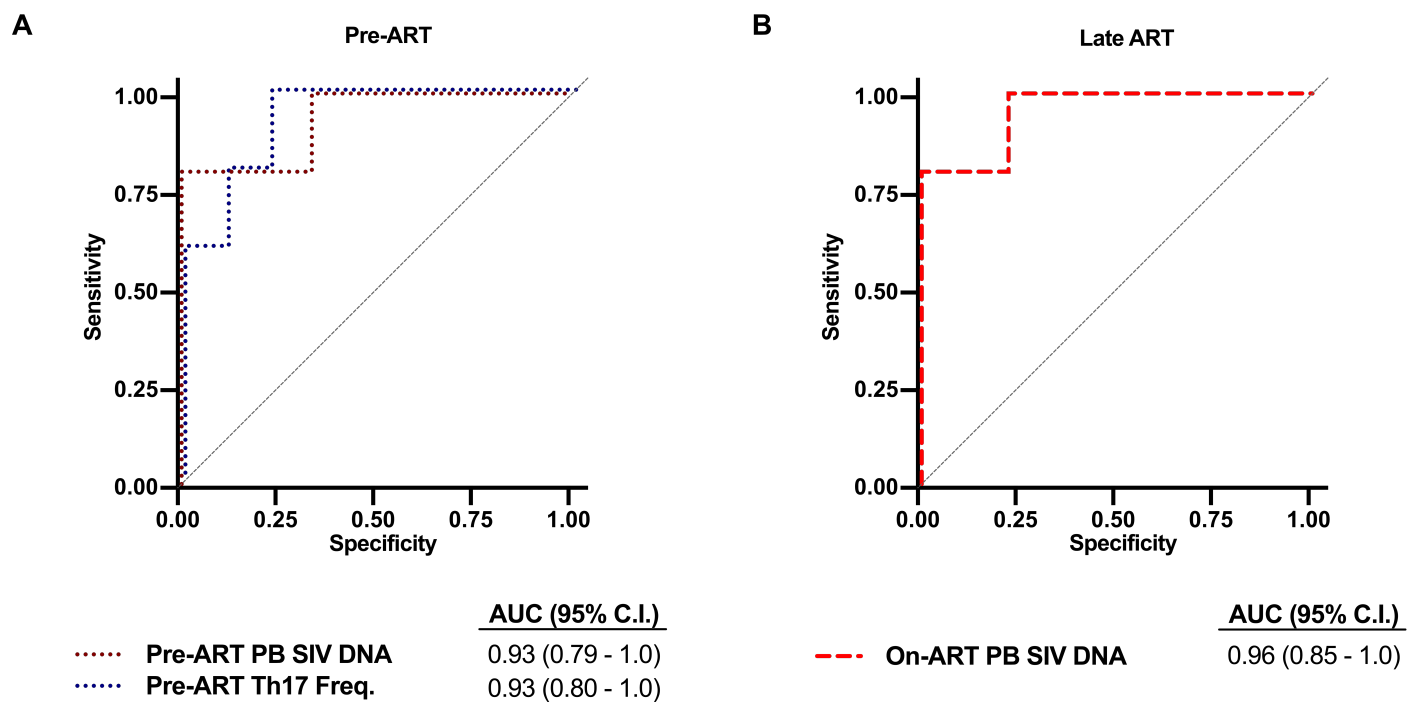 A
Pre-ART
Sensitivity
1.00
0.75
0.50
0.25
0.00
0.00 0.25 0.50 0.75 1.00
Specificity
AUC (95% C.I.)
Pre-ART PB SIV DNA 0.93 (0.79 - 1.0)
Pre-ART Th17 Freq. 0.93 (0.80 - 1.0)
B
Late ART
Sensitivity
1.00
0.75
0.50
0.25
0.00
0.00 0.25 0.50 0.75 1.00
Specificity
AUC (95% C.I.)
On-ART PB SIV DNA 0.96 (0.85 - 1.0)